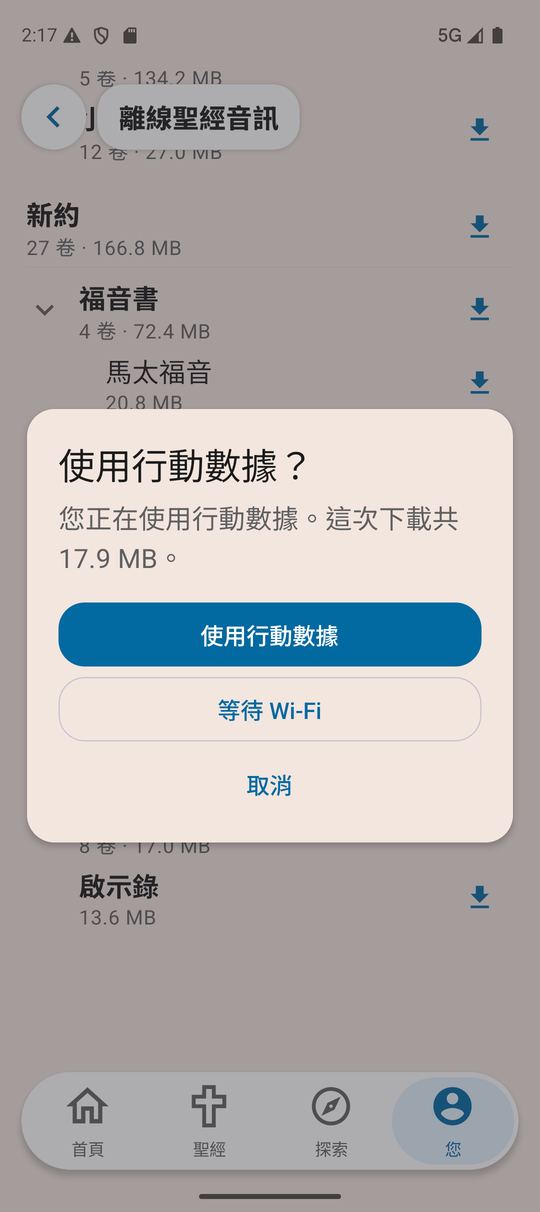 2:17
5G
5 卷 · 134.2 MB
離線聖經音訊
12 卷 · 27.0 MB
新約
27 卷 · 166.8 MB
福音書
4 卷 · 72.4 MB
馬太福音
20.8 MB
使用行動數據？
您正在使用行動數據。這次下載共
17.9 MB。
使用行動數據
等待 Wi-Fi
取消
8 卷 · 17.0 MB
啟示錄
13.6 MB
首頁
聖經
探索
您